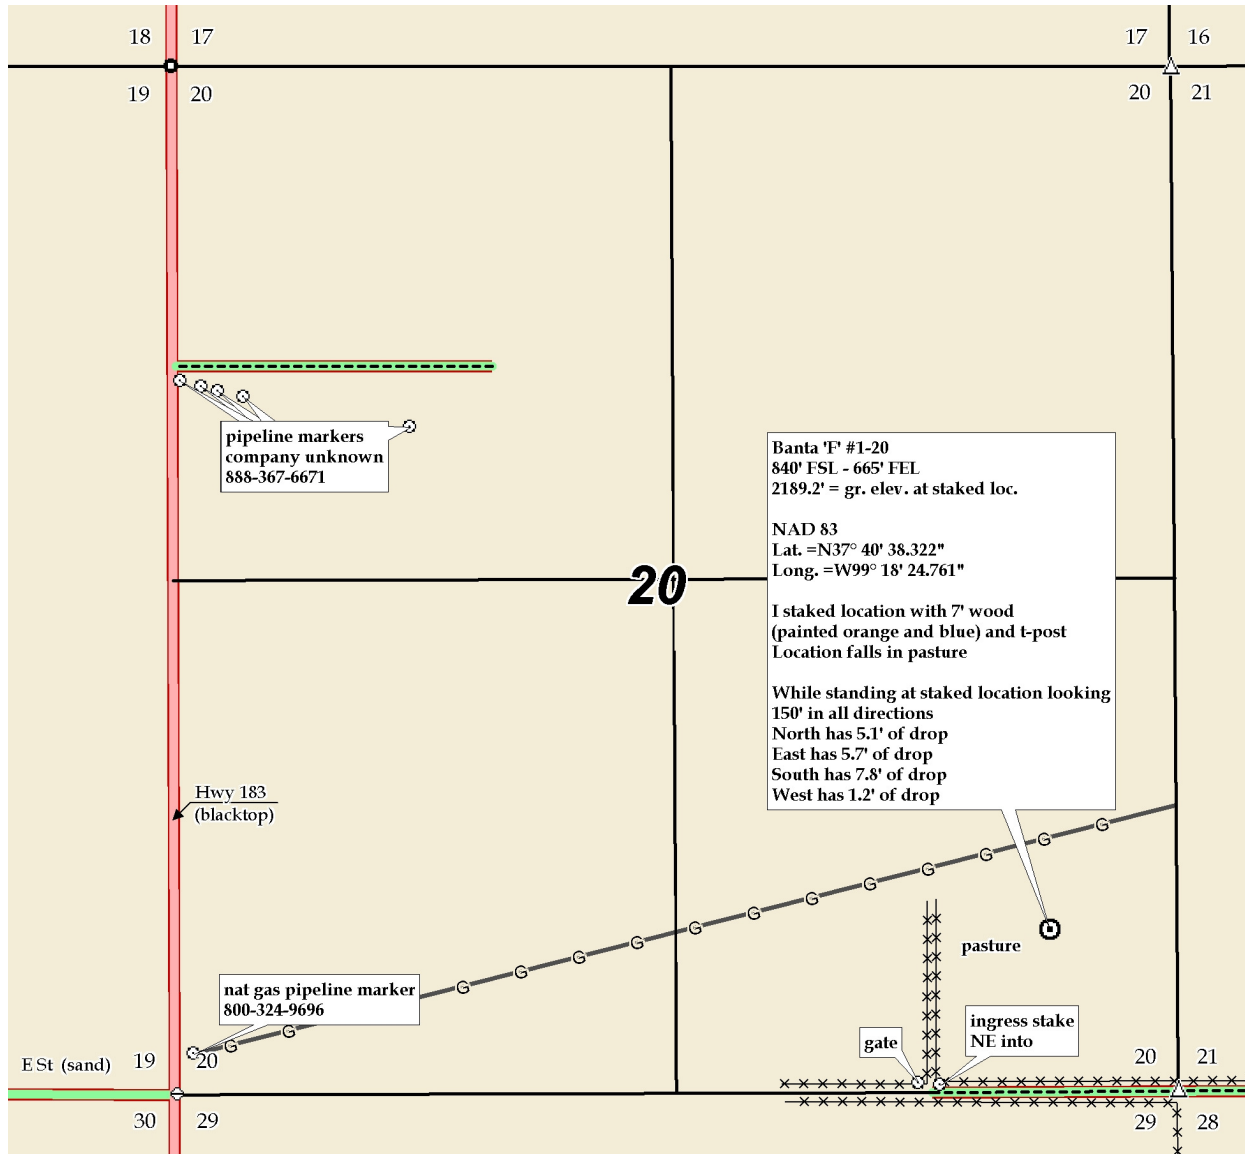 18 17
17 16
19 20
20 21
pipeline markers
company unknown
888-367-6671
Banta 'F' #1-20
840' FSL - 665' FEL
2189.2' = gr. elev. at staked loc.
NAD 83
Lat. =N37° 40' 38.322"
Long. =W99° 18' 24.761"
I staked location with 7' wood
(painted orange and blue) and t-post
Location falls in pasture
While standing at staked location looking
150' in all directions
North has 5.1' of drop
East has 5.7' of drop
South has 7.8' of drop
West has 1.2' of drop
20
Hwy 183
(blacktop)
G G G G G G G G G G G G G G
pasture
nat gas pipeline marker
800-324-9696
ingress stake
NE into
gate
E St (sand)
19 20
20 21
30 29
29 28